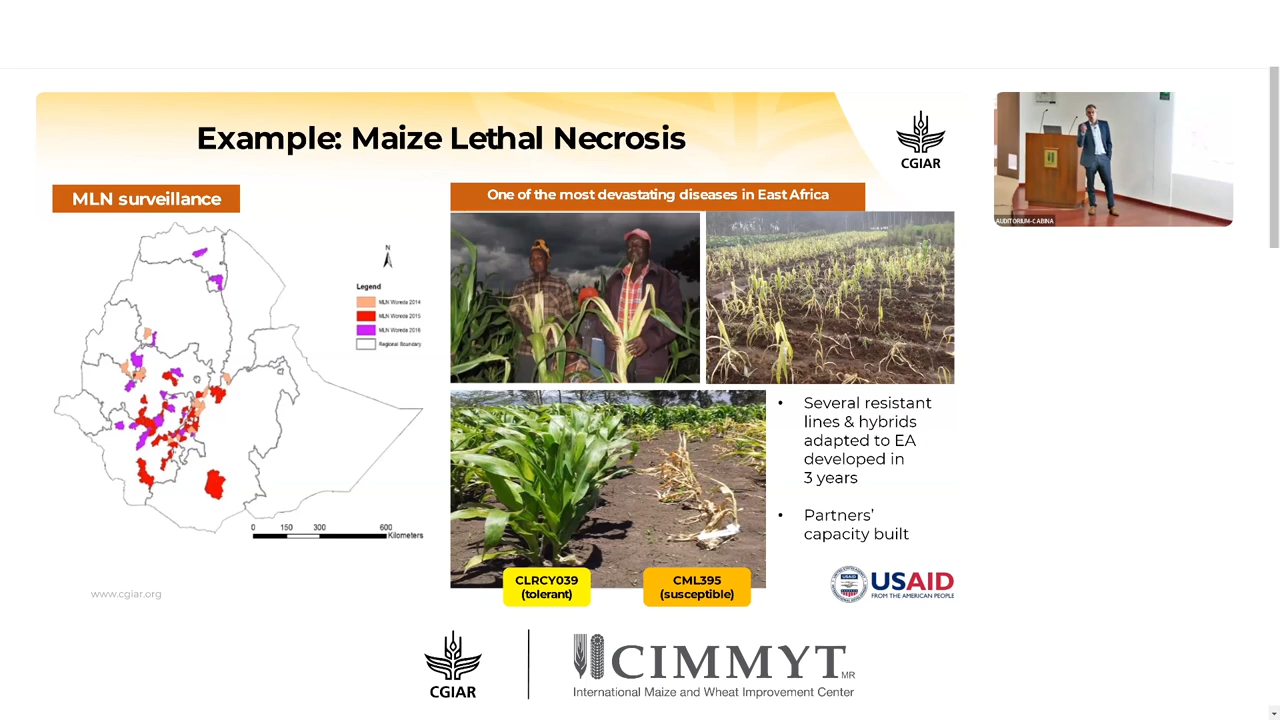 Example: Maize Lethal Necrosis
CGIAR
MLN surveillance
One of the most devastating diseases in East Africa
N
Legend
MLN Woreda 2014
MLN Woreda 2015
MLN Woreda 2016
Regional Boundary
0 150 300 600
Kilometers
• Several resistant
lines & hybrids
adapted to EA
developed in
3 years
• Partners’
capacity built
CLRCY039
(tolerant)
CML395
(susceptible)
www.cgiar.org
USAID
USAID
FROM THE AMERICAN PEOPLE
AUDITORIUM-CABINA
CGIAR
CIMMYT MR
International Maize and Wheat Improvement Center